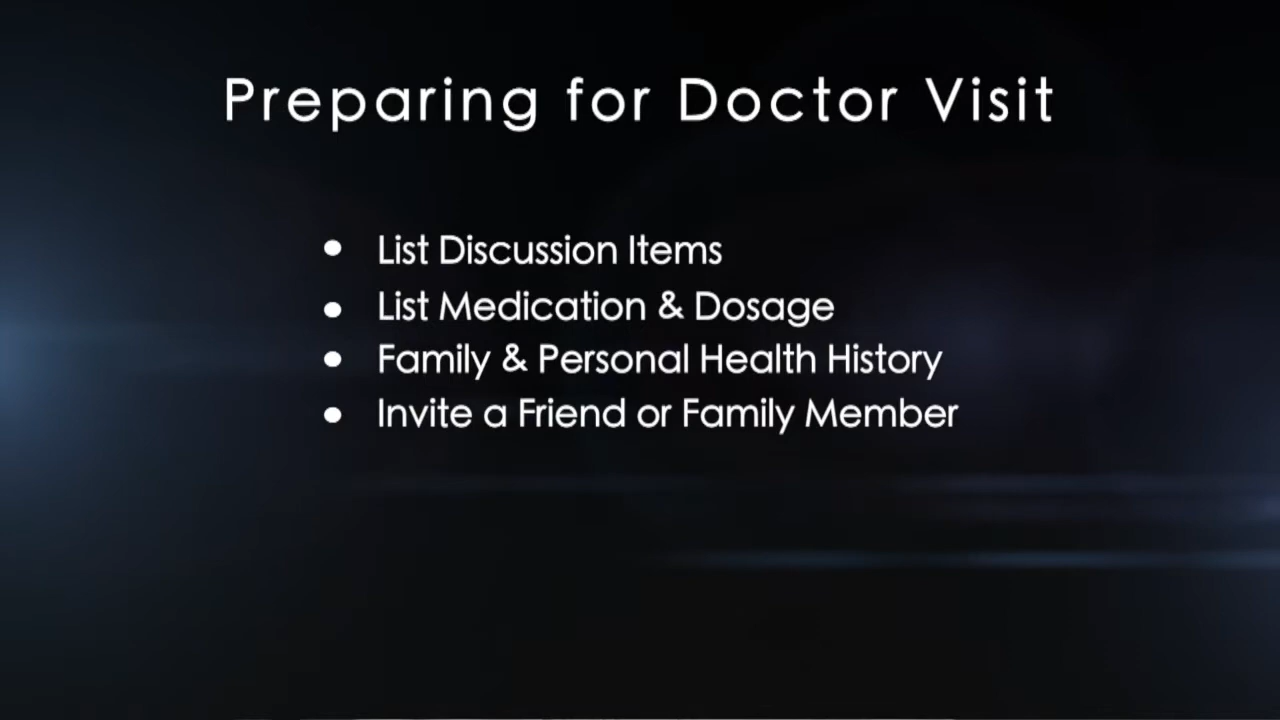 Preparing for Doctor Visit
• List Discussion Items
• List Medication & Dosage
• Family & Personal Health History
• Invite a Friend or Family Member